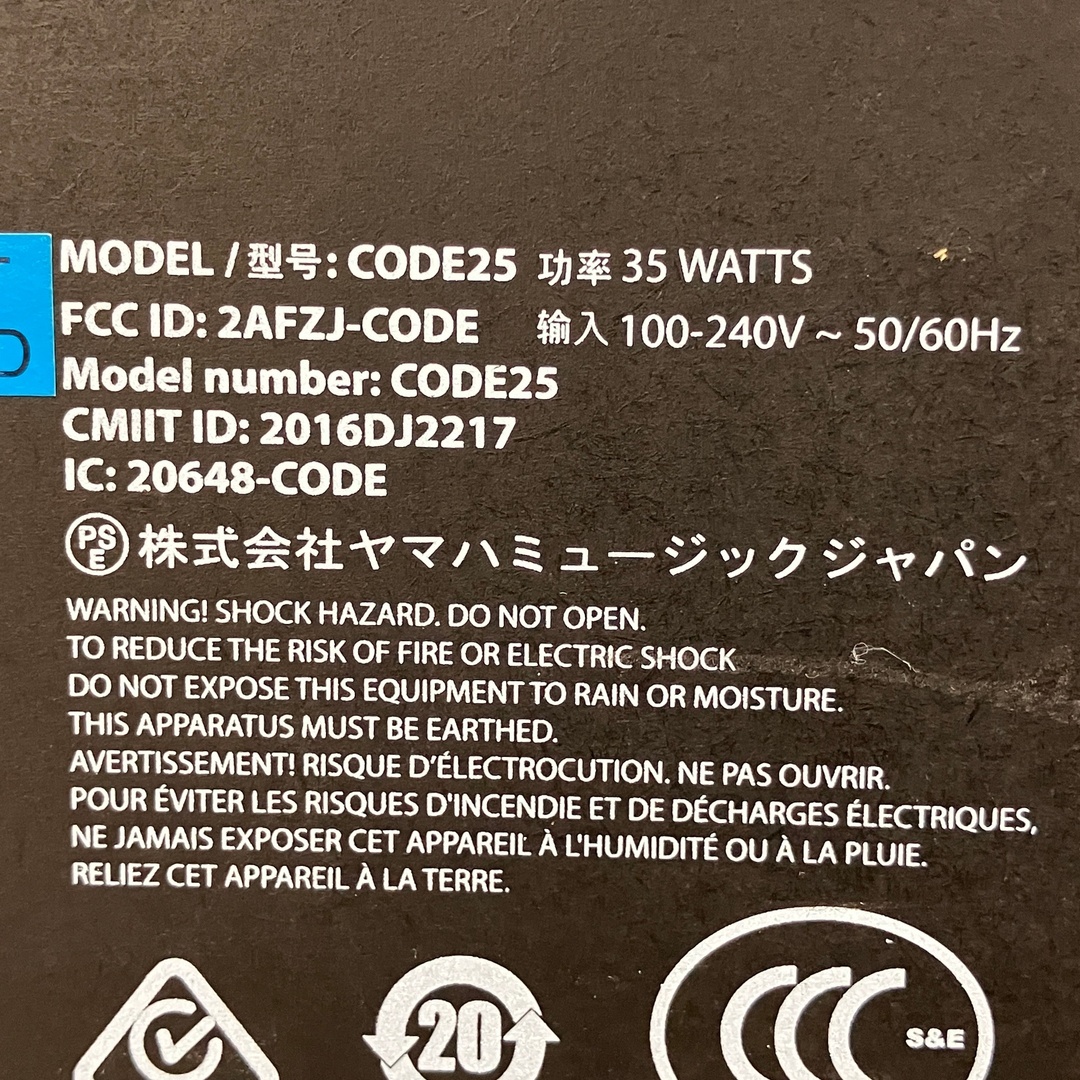 MODEL / 型号: CODE25 功率 35 WATTS
FCC ID: 2AFZJ-CODE 输入 100-240V ~ 50/60Hz
Model number: CODE25
CMIIT ID: 2016DJ2217
IC: 20648-CODE
PSE 株式会社ヤマハミュージックジャパン
WARNING! SHOCK HAZARD. DO NOT OPEN.
TO REDUCE THE RISK OF FIRE OR ELECTRIC SHOCK
DO NOT EXPOSE THIS EQUIPMENT TO RAIN OR MOISTURE.
THIS APPARATUS MUST BE EARTHED.
AVERTISSEMENT! RISQUE D'ÉLECTROCUTION. NE PAS OUVRIR.
POUR ÉVITER LES RISQUES D'INCENDIE ET DE DÉCHARGES ÉLECTRIQUES,
NE JAMAIS EXPOSER CET APPAREIL À L'HUMIDITÉ OU À LA PLUIE.
RELIEZ CET APPAREIL À LA TERRE.
20
CCC S&E